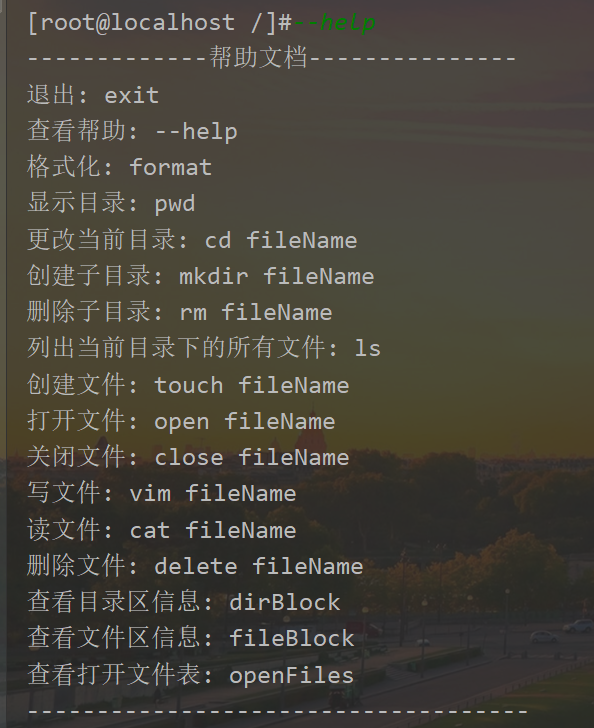 [root@localhost /]#--help
-------------帮助文档---------------
退出: exit
查看帮助: --help
格式化: format
显示目录: pwd
更改当前目录: cd fileName
创建子目录: mkdir fileName
删除子目录: rm fileName
列出当前目录下的所有文件: ls
创建文件: touch fileName
打开文件: open fileName
关闭文件: close fileName
写文件: vim fileName
读文件: cat fileName
删除文件: delete fileName
查看目录区信息: dirBlock
查看文件区信息: fileBlock
查看打开文件表: openFiles
------------------------------------